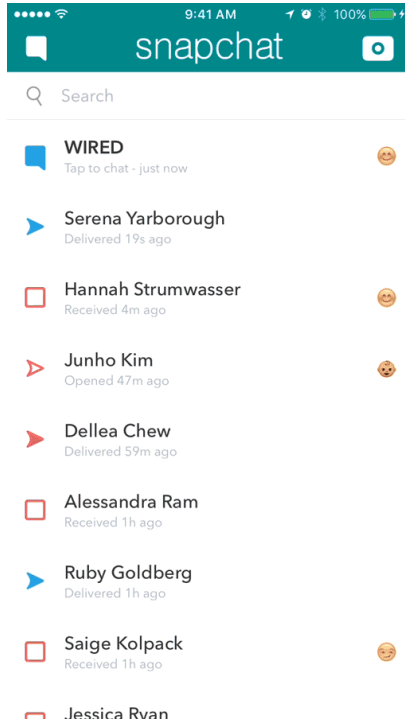 9:41 AM
100%
snapchat
Search
WIRED
Tap to chat - just now
Serena Yarborough
Delivered 19s ago
Hannah Strumwasser
Received 4m ago
Junho Kim
Opened 47m ago
Dellea Chew
Delivered 59m ago
Alessandra Ram
Received 1h ago
Ruby Goldberg
Delivered 1h ago
Saige Kolpack
Received 1h ago
Jessica Ryan